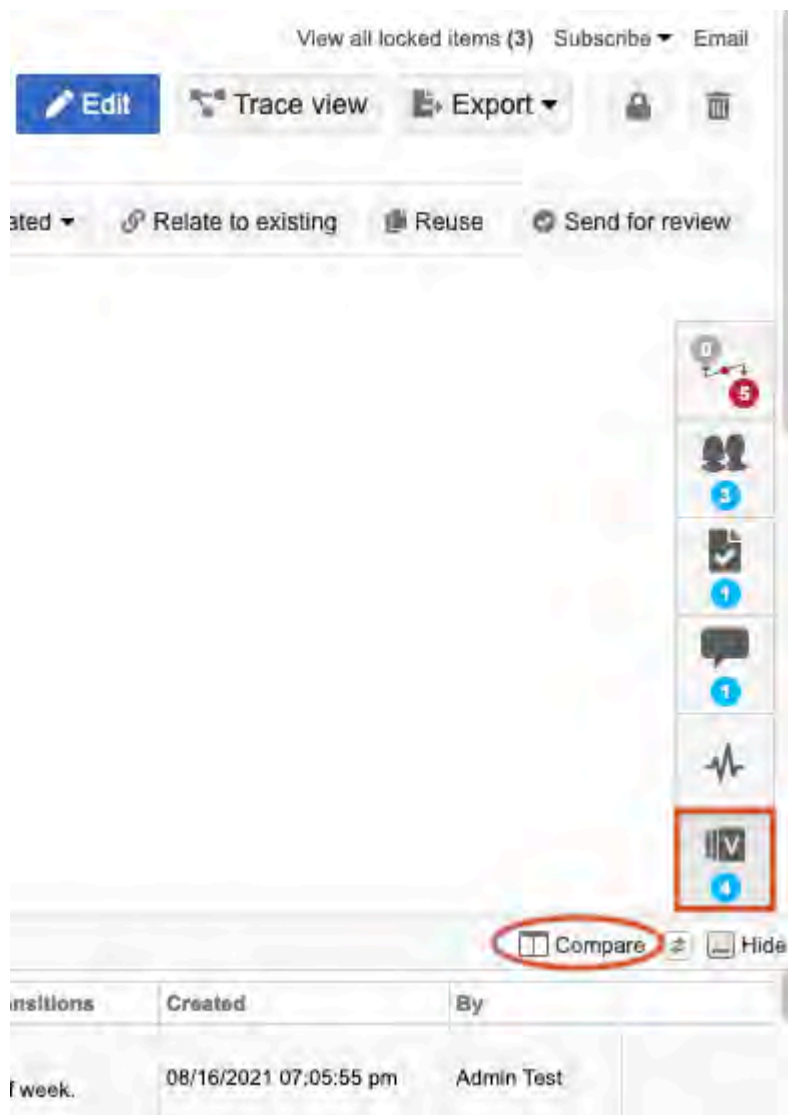 View all locked items (3) Subscribe Email
Edit Trace view Export
ated Relate to existing Reuse Send for review
0
5
3
1
1
V
4
Compare Hide
nsitions Created By
f week. 08/16/2021 07:05:55 pm Admin Test